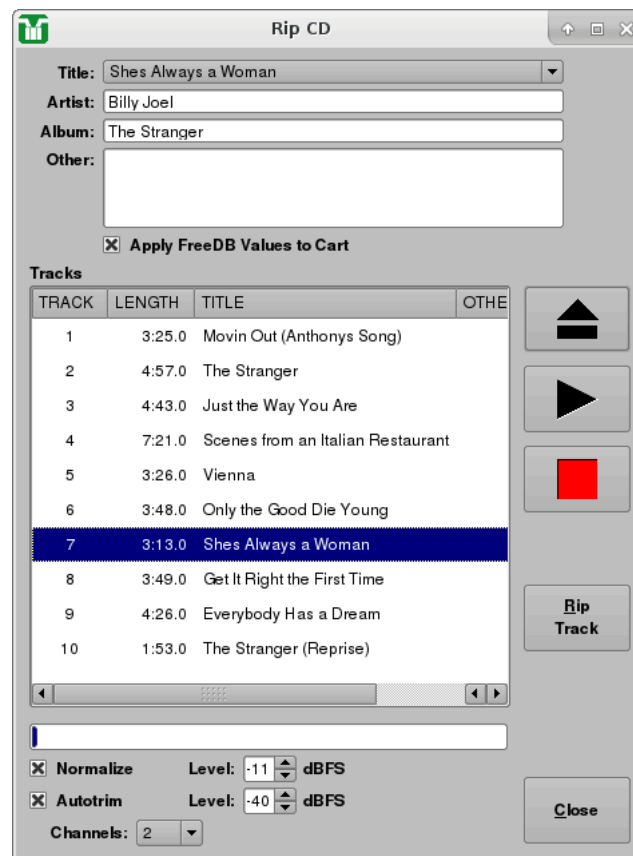 Rip CD
Title: Shes Always a Woman
Artist: Billy Joel
Album: The Stranger
Other:
Apply FreeDB Values to Cart
Tracks
TRACK LENGTH TITLE OTHE
1 3:25.0 Movin Out (Anthonys Song)
2 4:57.0 The Stranger
3 4:43.0 Just the Way You Are
4 7:21.0 Scenes from an Italian Restaurant
5 3:26.0 Vienna
6 3:48.0 Only the Good Die Young
7 3:13.0 Shes Always a Woman
8 3:49.0 Get It Right the First Time
9 4:26.0 Everybody Has a Dream
10 1:53.0 The Stranger (Reprise)
Rip
Track
Normalize Level: -11 dBFS
Autotrim Level: -40 dBFS
Channels: 2
Close